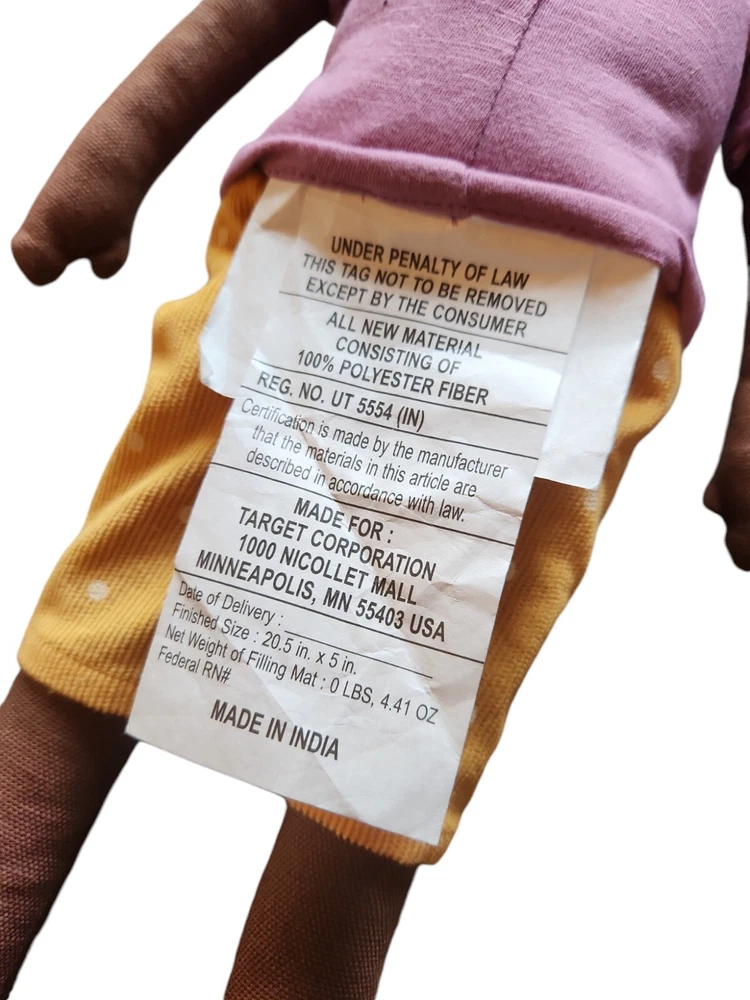 UNDER PENALTY OF LAW
THIS TAG NOT TO BE REMOVED
EXCEPT BY THE CONSUMER
ALL NEW MATERIAL
CONSISTING OF
100% POLYESTER FIBER
REG. NO. UT 5554 (IN)
Certification is made by the manufacturer
that the materials in this article are
described in accordance with law.
MADE FOR :
TARGET CORPORATION
1000 NICOLLET MALL
MINNEAPOLIS, MN 55403 USA
Date of Delivery :
Finished Size : 20.5 in. x 5 in.
Net Weight of Filling Mat : 0 LBS, 4.41 OZ
Federal RN#
MADE IN INDIA